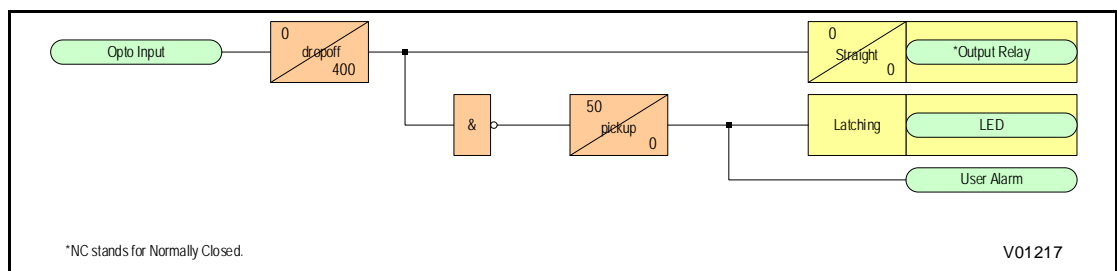 Opto Input
0
dropoff
400
0
Straight
0
*Output Relay
&
50
pickup
0
Latching
LED
User Alarm
*NC stands for Normally Closed.
V01217